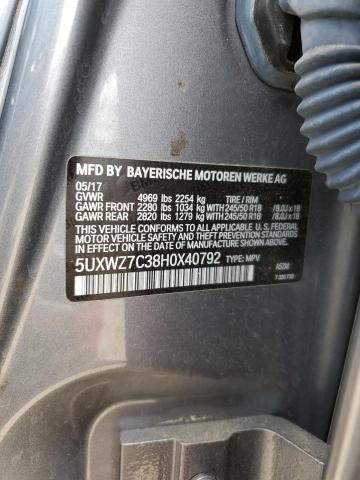 MFD BY BAYERISCHE MOTOREN WERKE AG
05/17
GVWR 4969 lbs 2254 kg TIRE / RIM
GAWR FRONT 2280 lbs 1034 kg WITH 245/50 R18 / 8.0J x 18
GAWR REAR 2820 lbs 1279 kg WITH 245/50 R18 / 8.0J x 18
THIS VEHICLE CONFORMS TO ALL APPLICABLE U.S. FEDERAL
MOTOR VEHICLE SAFETY AND THEFT PREVENTION STANDARDS
IN EFFECT ON THE DATE OF MANUFACTURE SHOWN ABOVE.
5UXWZ7C38H0X40792 TYPE: MPV